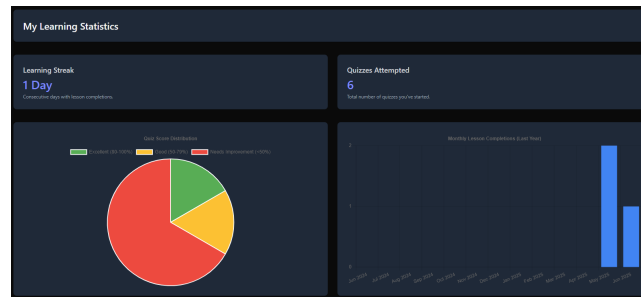 My Learning Statistics
Learning Streak
1 Day
Consecutive days with lesson completions.
Quizzes Attempted
6
Total number of quizzes you've started.
Quiz Score Distribution
Excellent (80-100%) Good (50-79%) Needs Improvement (<50%)
Monthly Lesson Completions (Last Year)
2
1
0
Jun 2024 Jul 2024 Aug 2024 Sep 2024 Oct 2024 Nov 2024 Dec 2024 Jan 2025 Feb 2025 Mar 2025 Apr 2025 May 2025 Jun 2025